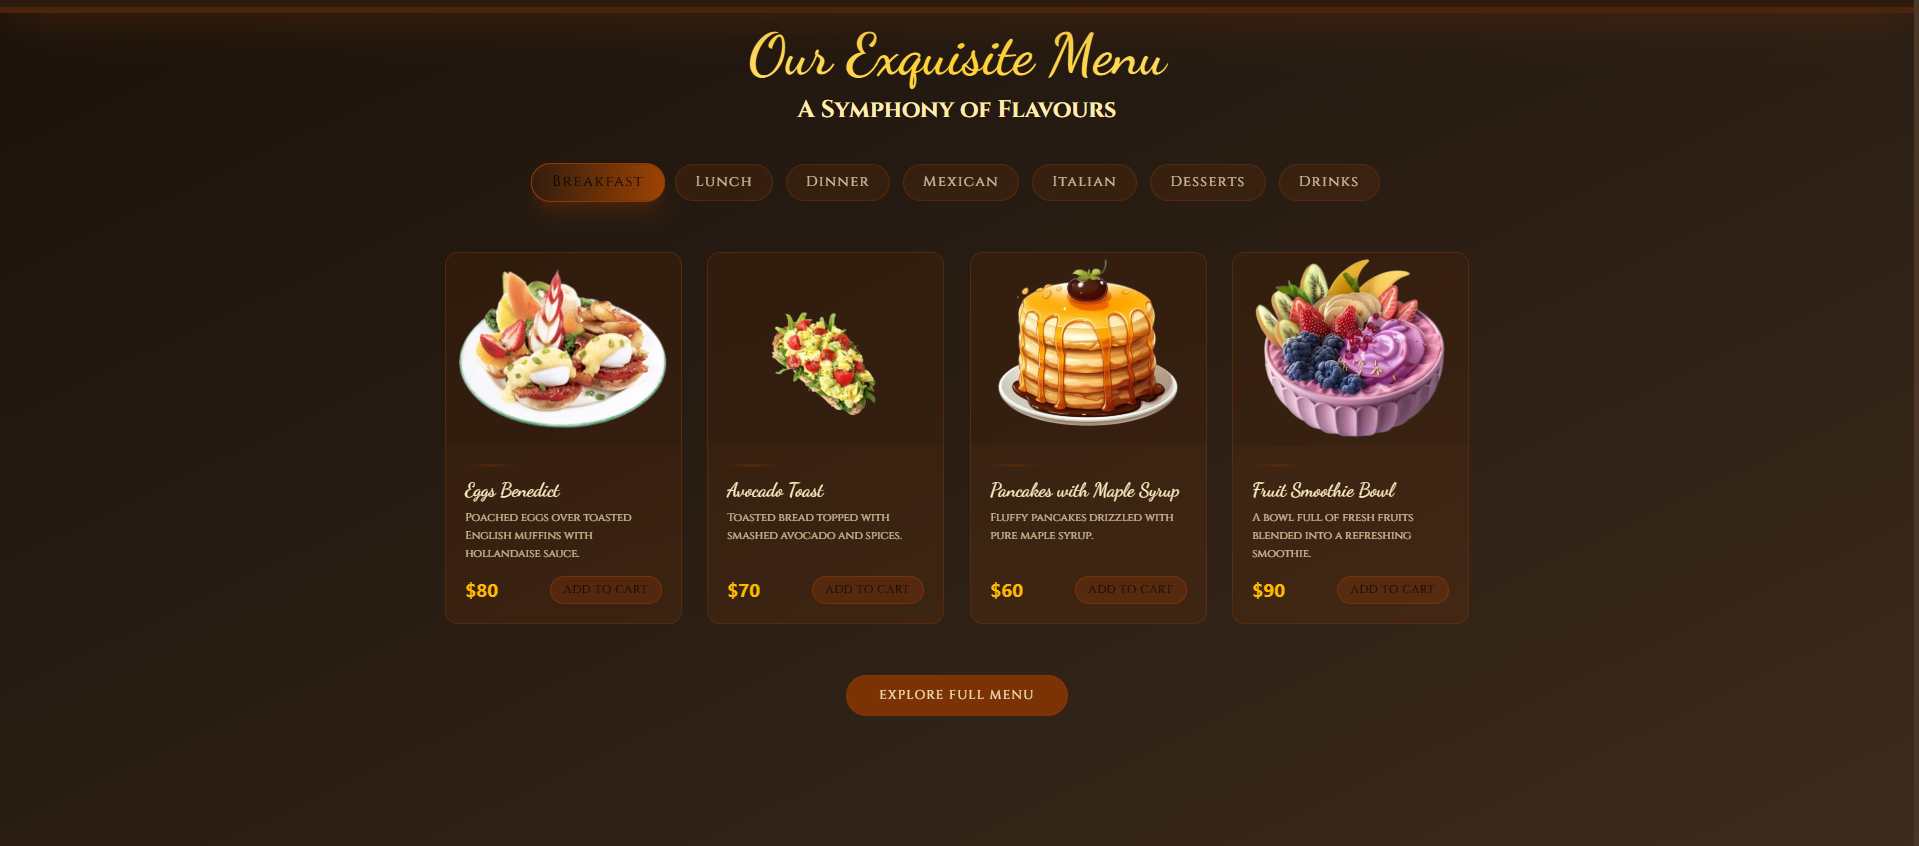 Our Exquisite Menu
A Symphony of Flavours
Breakfast
Lunch
Dinner
Mexican
Italian
Desserts
Drinks
Eggs Benedict
Poached eggs over toasted
English muffins with
hollandaise sauce.
$80
Add to Cart
Avocado Toast
Toasted bread topped with
smashed avocado and spices.
$70
Add to Cart
Pancakes with Maple Syrup
Fluffy pancakes drizzled with
pure maple syrup.
$60
Add to Cart
Fruit Smoothie Bowl
A bowl full of fresh fruits
blended into a refreshing
smoothie.
$90
Add to Cart
EXPLORE FULL MENU